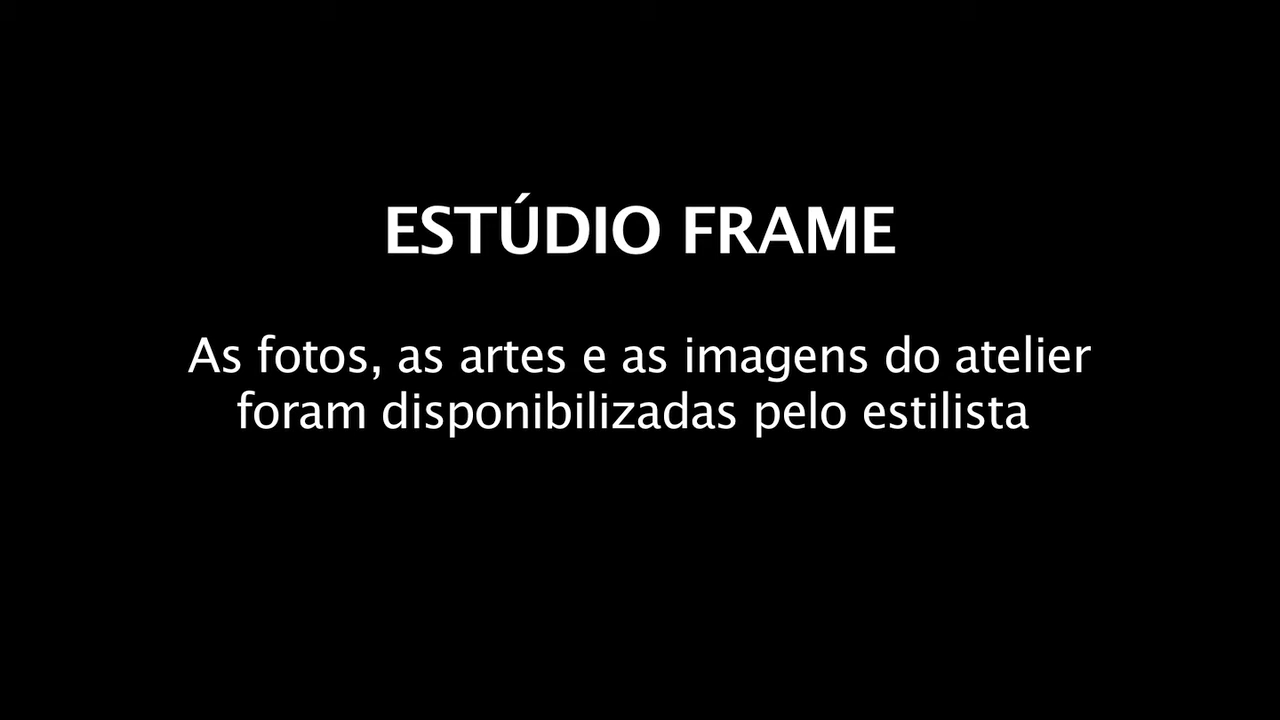 ESTÚDIO FRAME
As fotos, as artes e as imagens do atelier
foram disponibilizadas pelo estilista